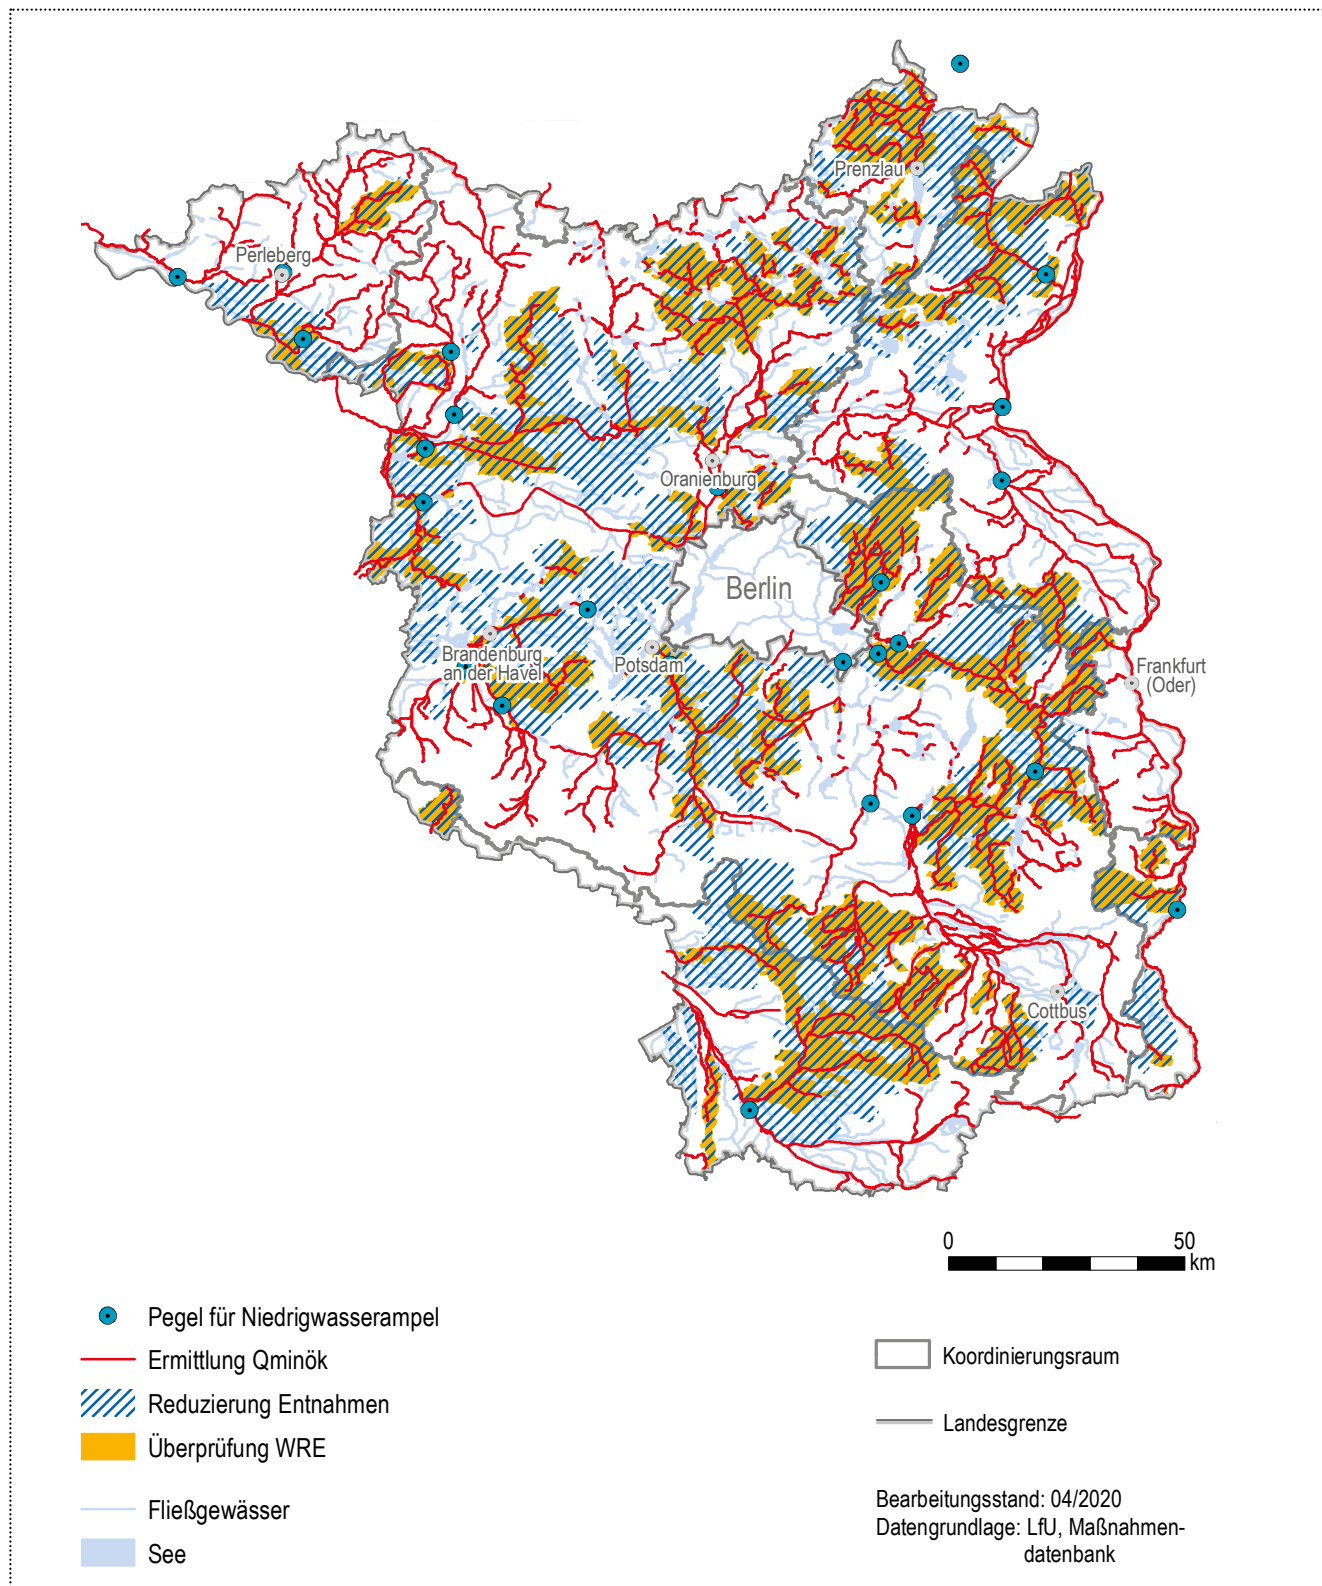 Prenzlau
Perleberg
Oranienburg
Berlin
Brandenburg
an der Havel
Potsdam
Frankfurt
(Oder)
Cottbus
0 50
km
Pegel für Niedrigwasserampel
Ermittlung Qminök
Reduzierung Entnahmen
Überprüfung WRE
Fließgewässer
See
Koordinierungsraum
Landesgrenze
Bearbeitungsstand: 04/2020
Datengrundlage: LfU, Maßnahmen-
datenbank